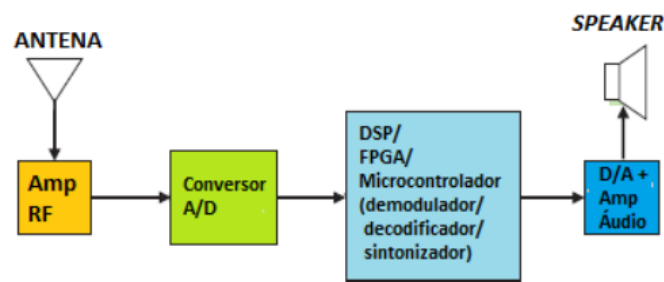 ANTENA
SPEAKER
Amp
RF
Conversor
A/D
DSP/
FPGA/
Microcontrolador
(demodulador/
decodificador/
sintonizador)
D/A +
Amp
Áudio